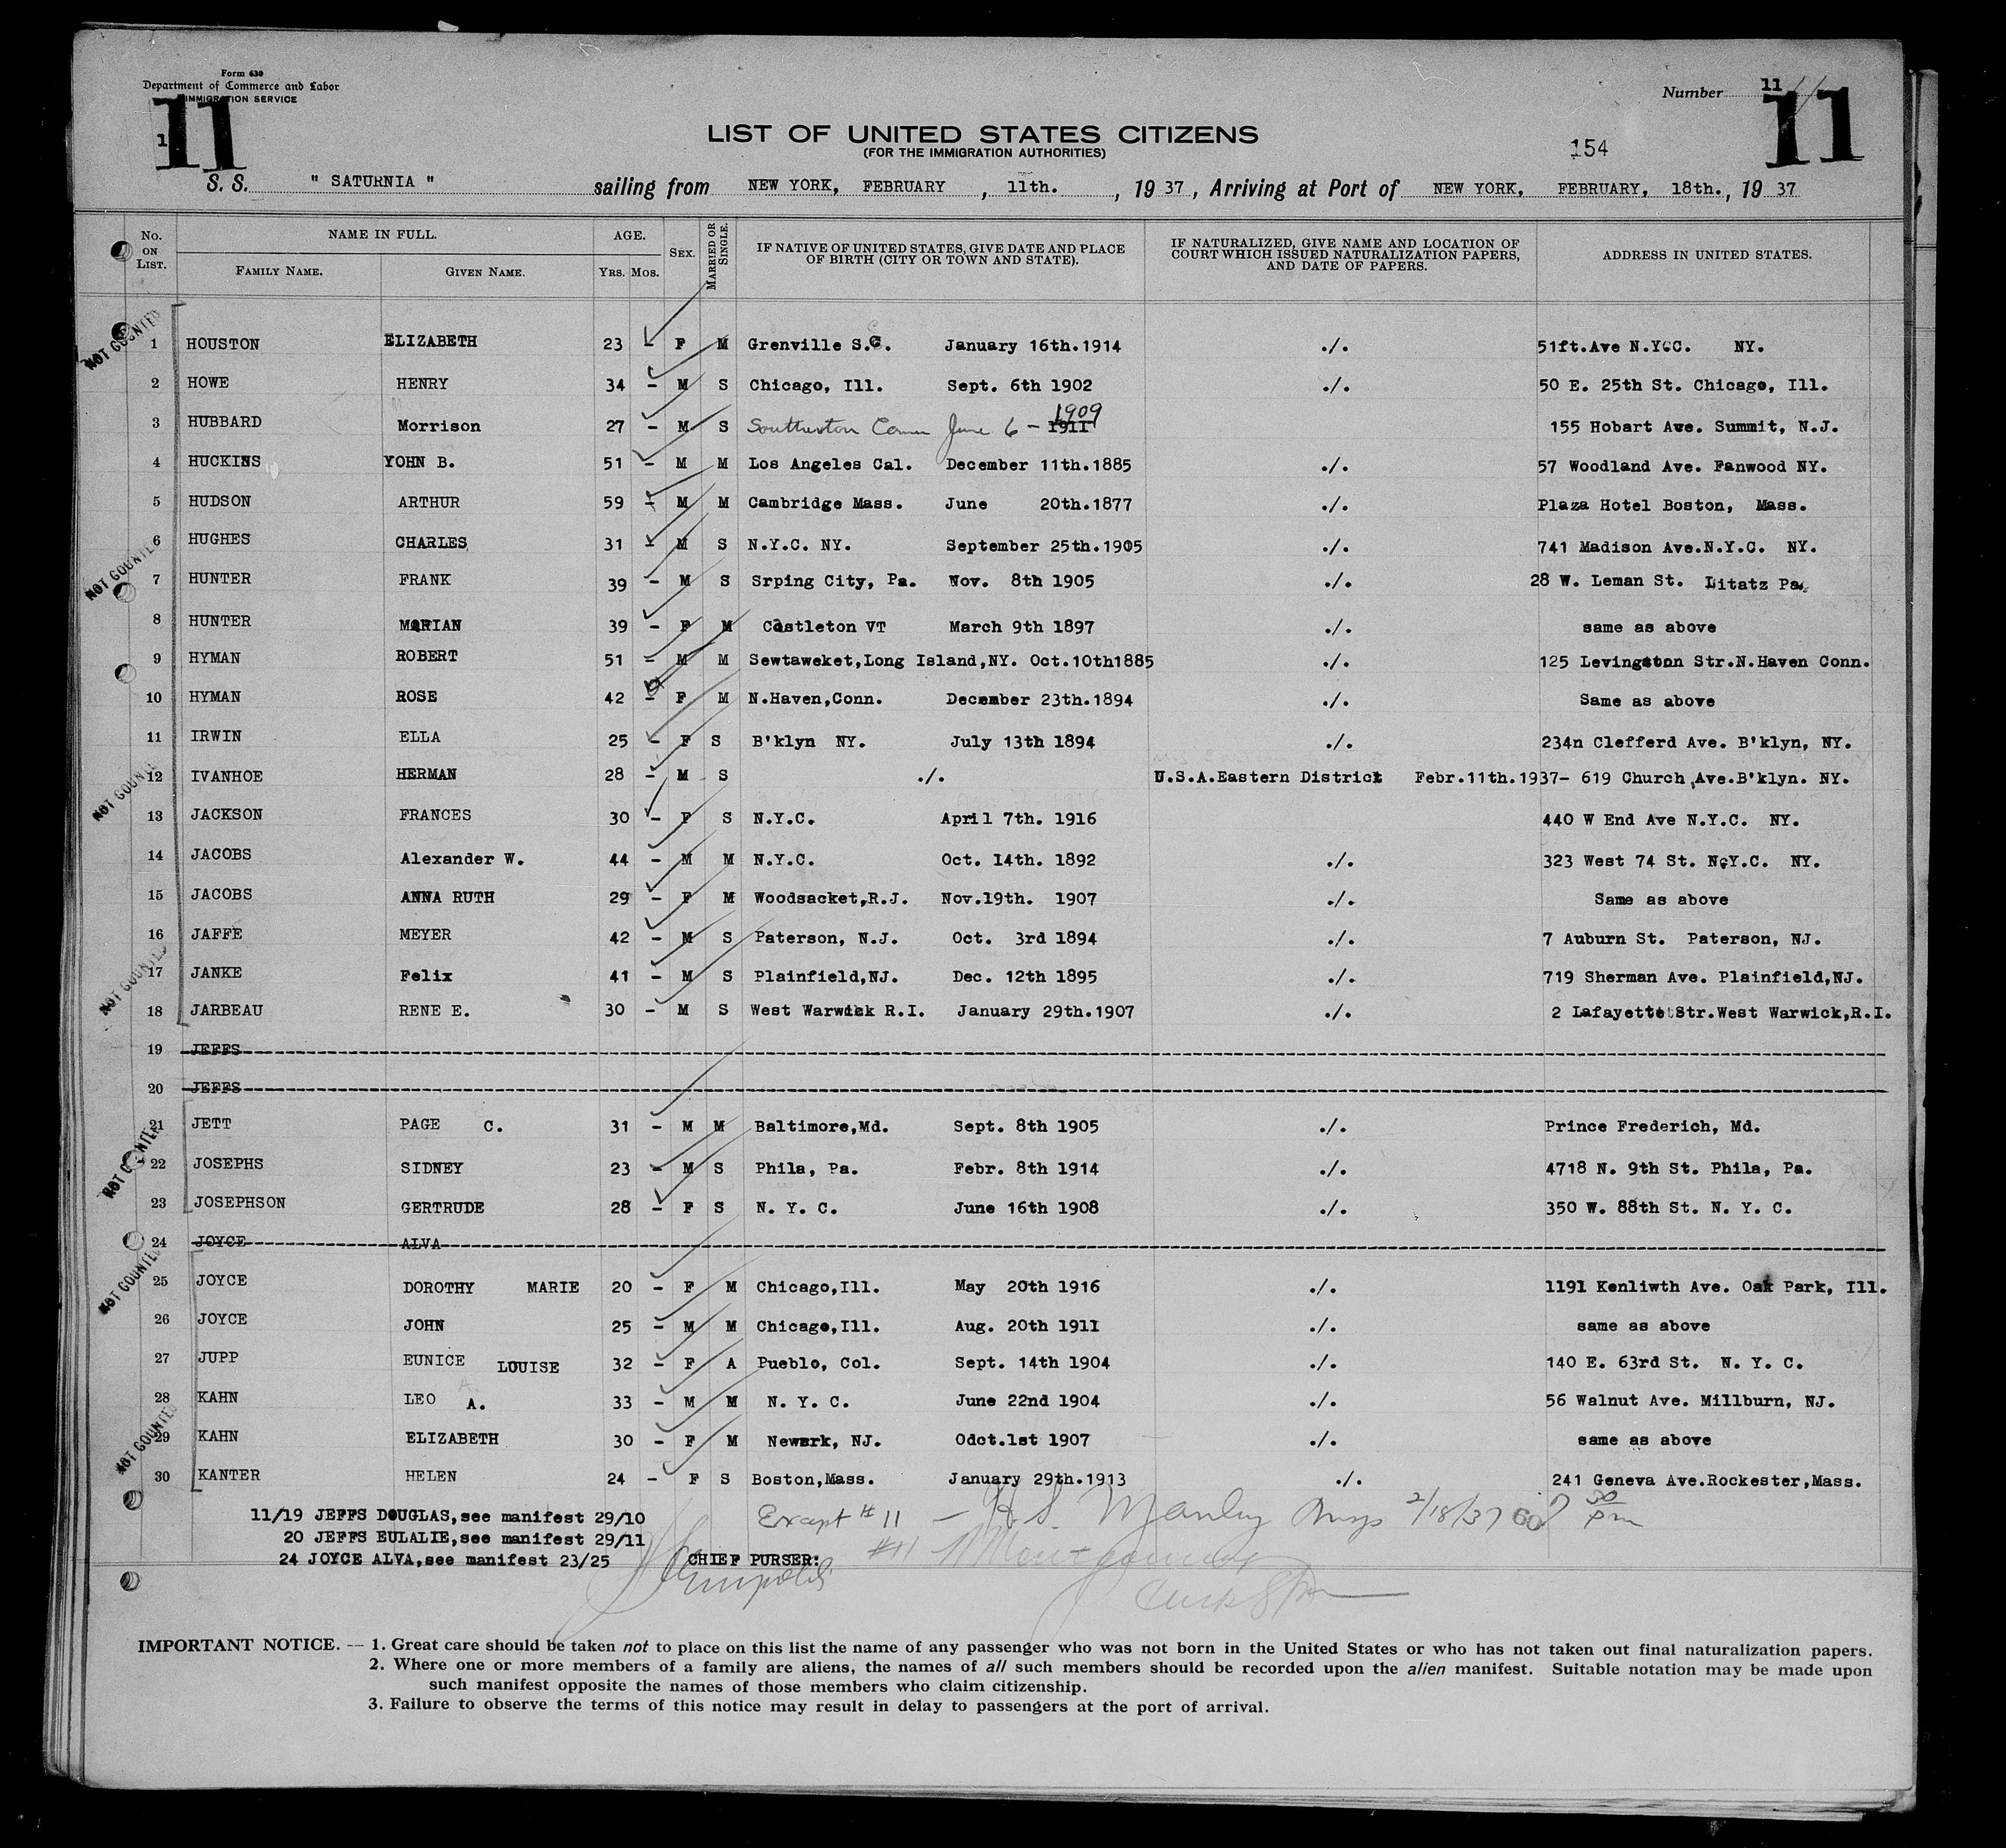 Form 630
Department of Commerce and Labor
IMMIGRATION SERVICE
11
Number 11
11
LIST OF UNITED STATES CITIZENS
(FOR THE IMMIGRATION AUTHORITIES)
154
S. S. " SATURNIA " sailing from NEW YORK, FEBRUARY , 11th. , 19 37 , Arriving at Port of NEW YORK, FEBRUARY, 18th., 19 37
No. ON LIST. NAME IN FULL. FAMILY NAME. GIVEN NAME. AGE. YRS. MOS. SEX. MARRIED OR SINGLE. IF NATIVE OF UNITED STATES, GIVE DATE AND PLACE OF BIRTH (CITY OR TOWN AND STATE). IF NATURALIZED, GIVE NAME AND LOCATION OF COURT WHICH ISSUED NATURALIZATION PAPERS, AND DATE OF PAPERS. ADDRESS IN UNITED STATES.
NOT COUNTED
1 HOUSTON ELIZABETH 23 - F M Grenville S.C. January 16th.1914 ./. 51ft.Ave N.Y.C. NY.
2 HOWE HENRY 34 - M S Chicago, Ill. Sept. 6th 1902 ./. 50 E. 25th St. Chicago, Ill.
3 HUBBARD Morrison 27 - M S Southington Conn June 6 - 1911 1909 155 Hobart Ave. Summit, N.J.
4 HUCKINS YOHN B. 51 - M M Los Angeles Cal. December 11th.1885 ./. 57 Woodland Ave. Fanwood NY.
5 HUDSON ARTHUR 59 - M M Cambridge Mass. June 20th.1877 ./. Plaza Hotel Boston, Mass.
6 HUGHES CHARLES 31 - M S N.Y.C. NY. September 25th.1905 ./. 741 Madison Ave.N.Y.C. NY.
NOT COUNTED
7 HUNTER FRANK 39 - M S Srping City, Pa. Nov. 8th 1905 ./. 28 W. Leman St. Litatz Pa.
8 HUNTER MARIAN 39 - F M Castleton VT March 9th 1897 ./. same as above
9 HYMAN ROBERT 51 - M M Sewtaweket,Long Island,NY. Oct.10th1885 ./. 125 Levingston Str.N.Haven Conn.
10 HYMAN ROSE 42 - F M N.Haven,Conn. December 23th.1894 ./. Same as above
11 IRWIN ELLA 25 - F S B'klyn NY. July 13th 1894 ./. 234n Clefferd Ave. B'klyn, NY.
NOT COUNTED
12 IVANHOE HERMAN 28 - M S ./. U.S.A.Eastern District Febr.11th.1937- 619 Church Ave.B'klyn. NY.
13 JACKSON FRANCES 30 - F S N.Y.C. April 7th. 1916 440 W End Ave N.Y.C. NY.
14 JACOBS Alexander W. 44 - M M N.Y.C. Oct. 14th. 1892 ./. 323 West 74 St. N.Y.C. NY.
15 JACOBS ANNA RUTH 29 - F M Woodsacket,R.J. Nov.19th. 1907 ./. Same as above
16 JAFFE MEYER 42 - M S Paterson, N.J. Oct. 3rd 1894 ./. 7 Auburn St. Paterson, NJ.
NOT COUNTED
17 JANKE Felix 41 - M S Plainfield,NJ. Dec. 12th 1895 ./. 719 Sherman Ave. Plainfield,NJ.
18 JARBEAU RENE E. 30 - M S West Warwick R.I. January 29th.1907 ./. 2 Lafayette Str.West Warwick,R.I.
19 JEFFS
20 JEFFS
21 JETT PAGE C. 31 - M M Baltimore,Md. Sept. 8th 1905 ./. Prince Frederich, Md.
NOT COUNTED
22 JOSEPHS SIDNEY 23 - M S Phila, Pa. Febr. 8th 1914 ./. 4718 N. 9th St. Phila, Pa.
23 JOSEPHSON GERTRUDE 28 - F S N. Y. C. June 16th 1908 ./. 350 W. 88th St. N. Y. C.
24 JOYCE ALVA
NOT COUNTED
25 JOYCE DOROTHY MARIE 20 - F M Chicago,Ill. May 20th 1916 ./. 1191 Kenliwth Ave. Oak Park, Ill.
26 JOYCE JOHN 25 - M M Chicago,Ill. Aug. 20th 1911 ./. same as above
27 JUPP EUNICE LOUISE 32 - F A Pueblo, Col. Sept. 14th 1904 ./. 140 E. 63rd St. N. Y. C.
28 KAHN LEO A. 33 - M M N. Y. C. June 22nd 1904 ./. 56 Walnut Ave. Millburn, NJ.
NOT COUNTED
29 KAHN ELIZABETH 30 - F M Newark, NJ. Odct.1st 1907 ./. same as above
30 KANTER HELEN 24 - F S Boston,Mass. January 29th.1913 ./. 241 Geneva Ave.Rockester,Mass.
11/19 JEFFS DOUGLAS,see manifest 29/10
Except # 11 - H.S. Manley Insp 2/18/37 60 7 30 pm
20 JEFFS EULALIE,see manifest 29/11
24 JOYCE ALVA,see manifest 23/25
CHIEF PURSER:
#11 Montgomery
IMPORTANT NOTICE. — 1. Great care should be taken not to place on this list the name of any passenger who was not born in the United States or who has not taken out final naturalization papers.
2. Where one or more members of a family are aliens, the names of all such members should be recorded upon the alien manifest. Suitable notation may be made upon
such manifest opposite the names of those members who claim citizenship.
3. Failure to observe the terms of this notice may result in delay to passengers at the port of arrival.